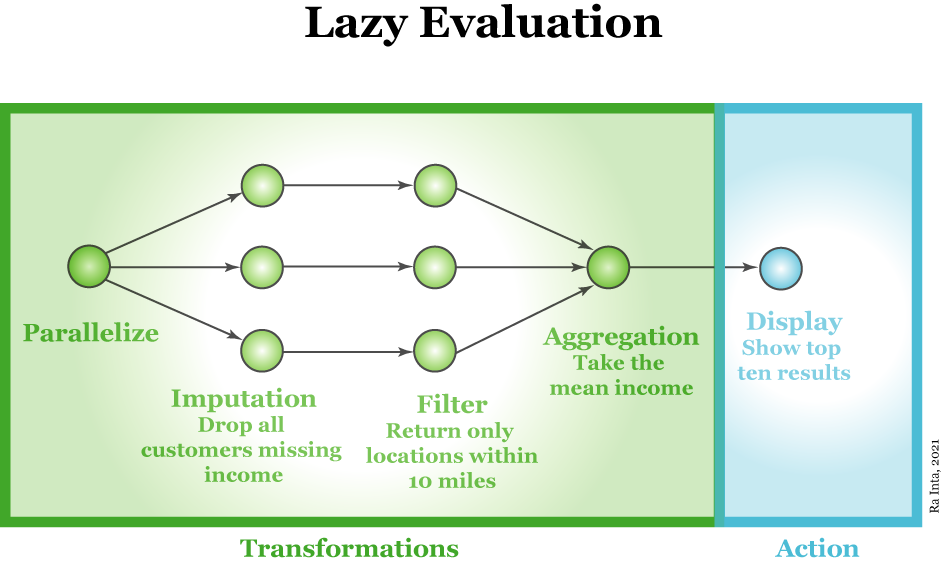 Lazy Evaluation
Parallelize
Imputation
Drop all
customers missing
income
Filter
Return only
locations within
10 miles
Aggregation
Take the
mean income
Display
Show top
ten results
Ra Inta, 2021
Transformations
Action